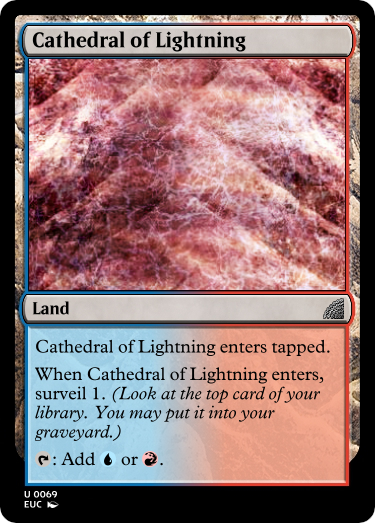 Cathedral of Lightning
Land
Cathedral of Lightning enters tapped.
When Cathedral of Lightning enters,
surveil 1. (Look at the top card of your
library. You may put it into your
graveyard.)
: Add or .
U 0069
EUC